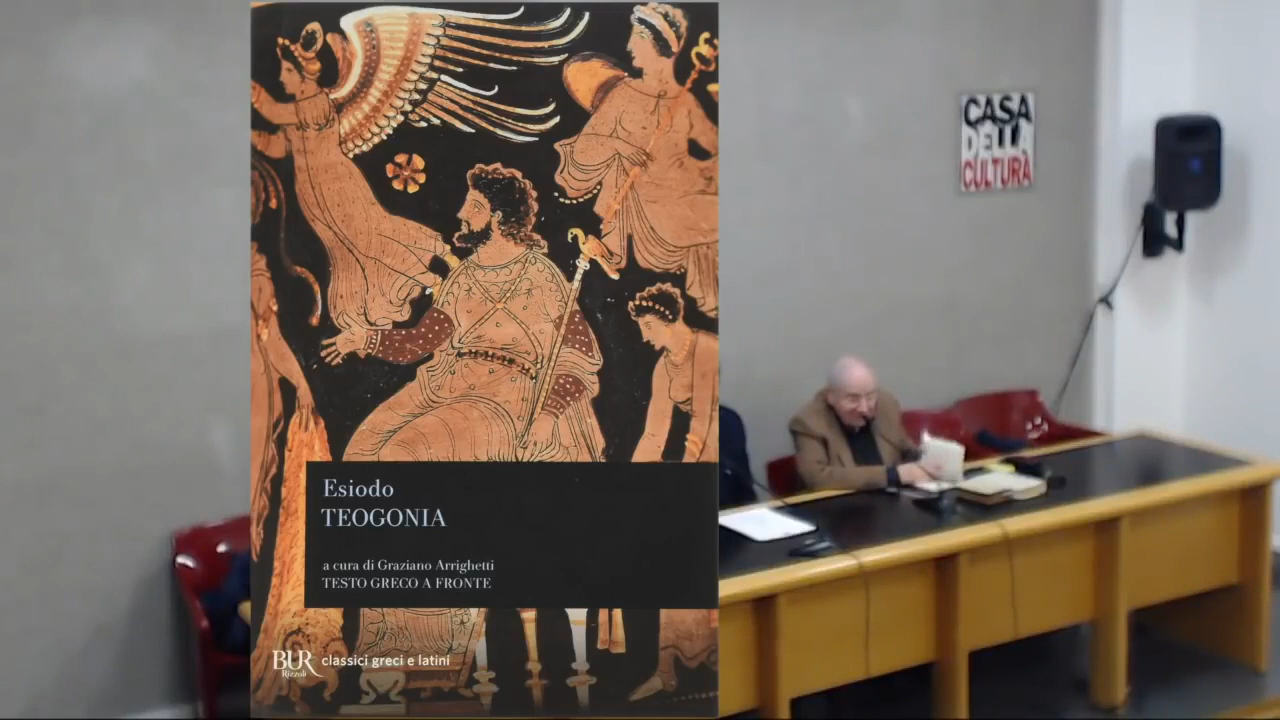 Esiodo
TEOGONIA
a cura di Graziano Arrighetti
TESTO GRECO A FRONTE
BUR
Rizzoli
classici greci e latini
CASA
DELLA
CULTURA